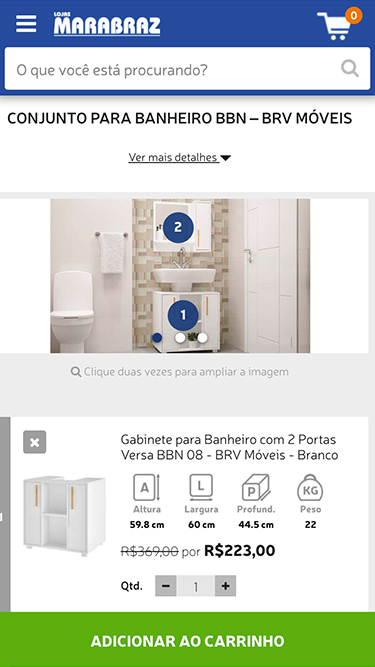 LOJAS
MARABRAZ
0
O que você está procurando?
CONJUNTO PARA BANHEIRO BBN – BRV MÓVEIS
Ver mais detalhes
2
1
Clique duas vezes para ampliar a imagem
Gabinete para Banheiro com 2 Portas
Versa BBN 08 - BRV Móveis - Branco
A L P KG
Altura Largura Profund. Peso
59.8 cm 60 cm 44.5 cm 22
R$369,00 por R$223,00
Qtd. - 1 +
1
ADICIONAR AO CARRINHO